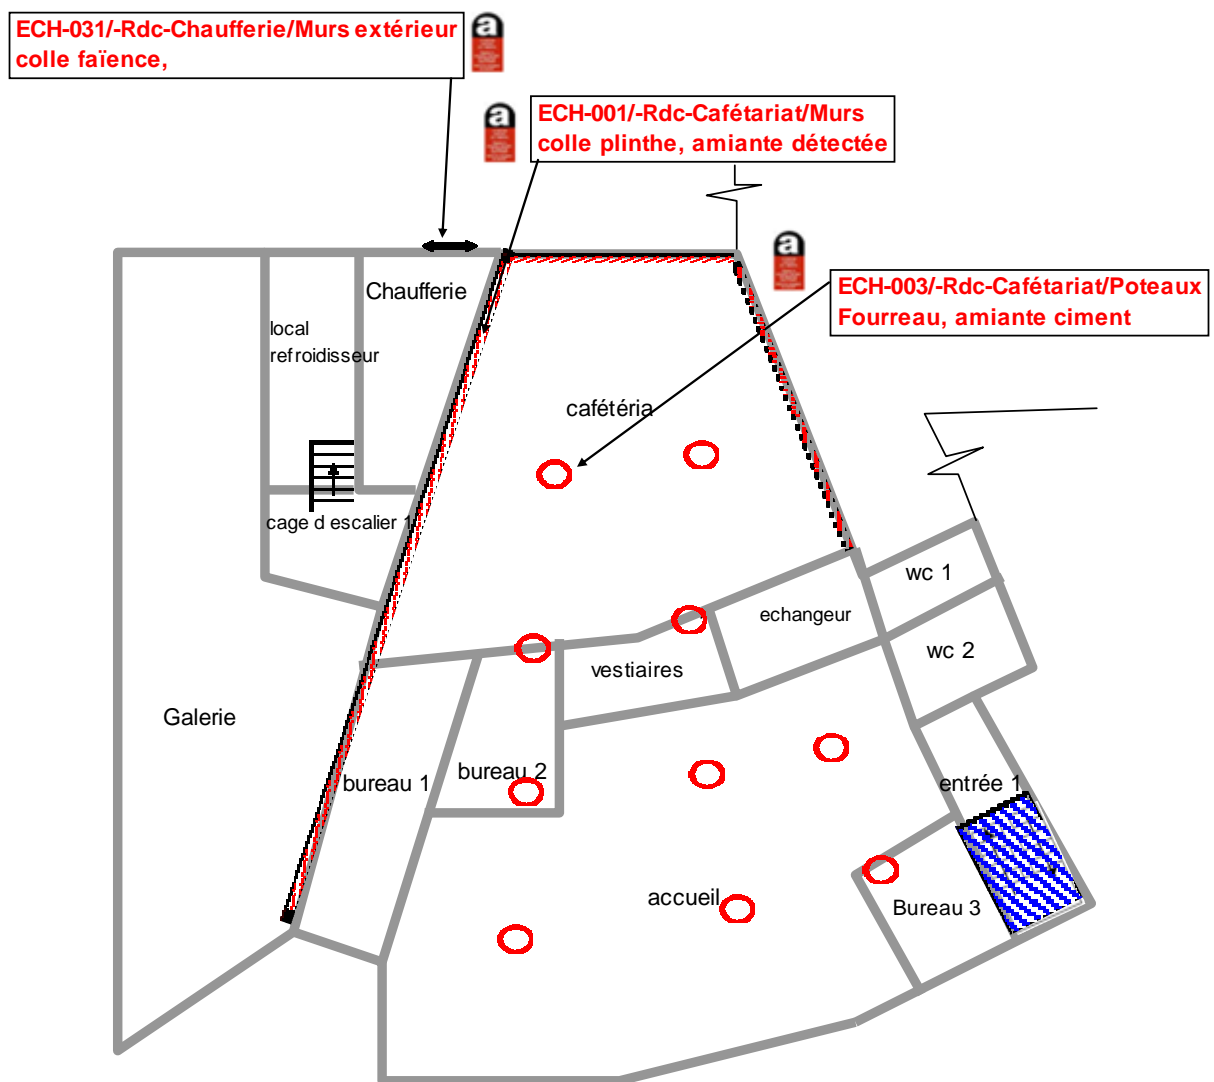 ECH-031/-Rdc-Chaufferie/Murs extérieur
colle faïence,
a
a
ECH-001/-Rdc-Cafétariat/Murs
colle plinthe, amiante détectée
a
ECH-003/-Rdc-Cafétariat/Poteaux
Fourreau, amiante ciment
Chaufferie
local
refroidisseur
cafétéria
cage d escalier 1
wc 1
echangeur
wc 2
vestiaires
Galerie
bureau 1
bureau 2
entrée 1
accueil
Bureau 3